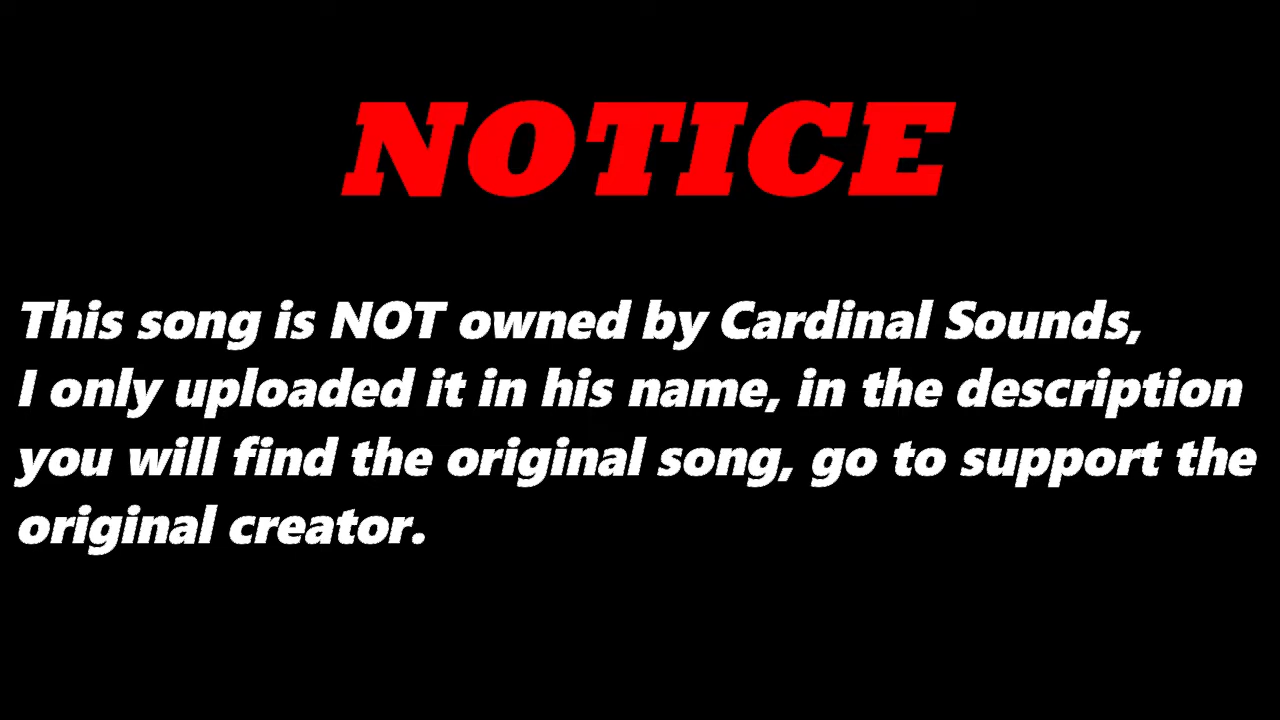 NOTICE
This song is NOT owned by Cardinal Sounds,
I only uploaded it in his name, in the description
you will find the original song, go to support the
original creator.